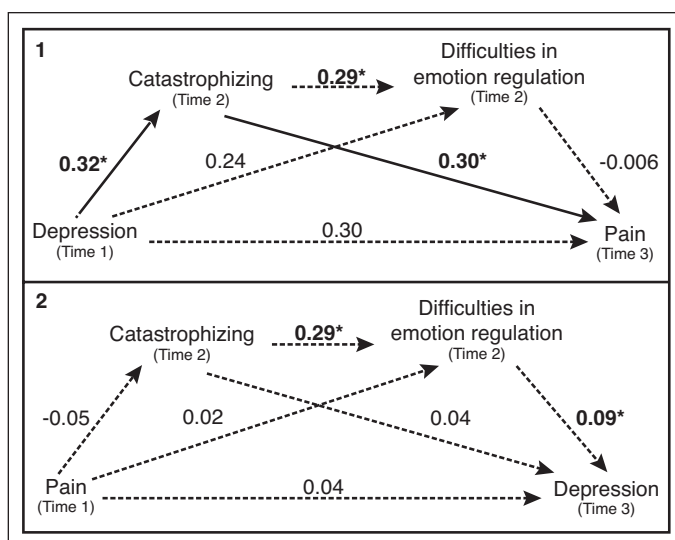 1
Difficulties in
emotion regulation
(Time 2)
Catastrophizing
(Time 2)
0.29*
0.32*
0.24
0.30*
-0.006
Depression
(Time 1)
0.30
Pain
(Time 3)
2
Difficulties in
emotion regulation
(Time 2)
Catastrophizing
(Time 2)
0.29*
-0.05
0.02
0.04
0.09*
Pain
(Time 1)
0.04
Depression
(Time 3)